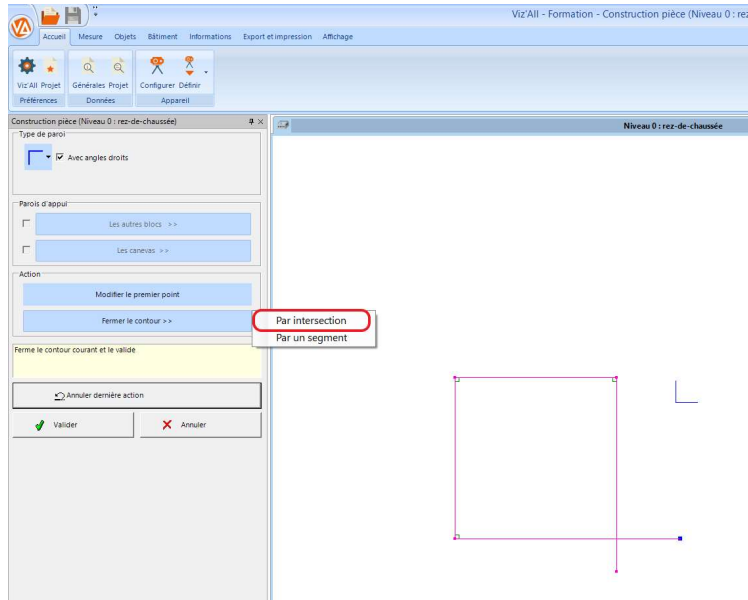 Viz'All - Formation - Construction pièce (Niveau 0 : rez
VA
Accueil Mesure Objets Bâtiment Informations Export et impression Affichage
Viz'All Projet Générales Projet Configurer Définir
Préférences Données Appareil
Construction pièce (Niveau 0 : rez-de-chaussée)
Niveau 0 : rez-de-chaussée
Type de paroi
Avec angles droits
Parois d'appui
Les autres blocs >>
Les canevas >>
Action
Modifier le premier point
Fermer le contour >>
Par intersection
Par un segment
Ferme le contour courant et le valide
Annuler dernière action
Valider Annuler